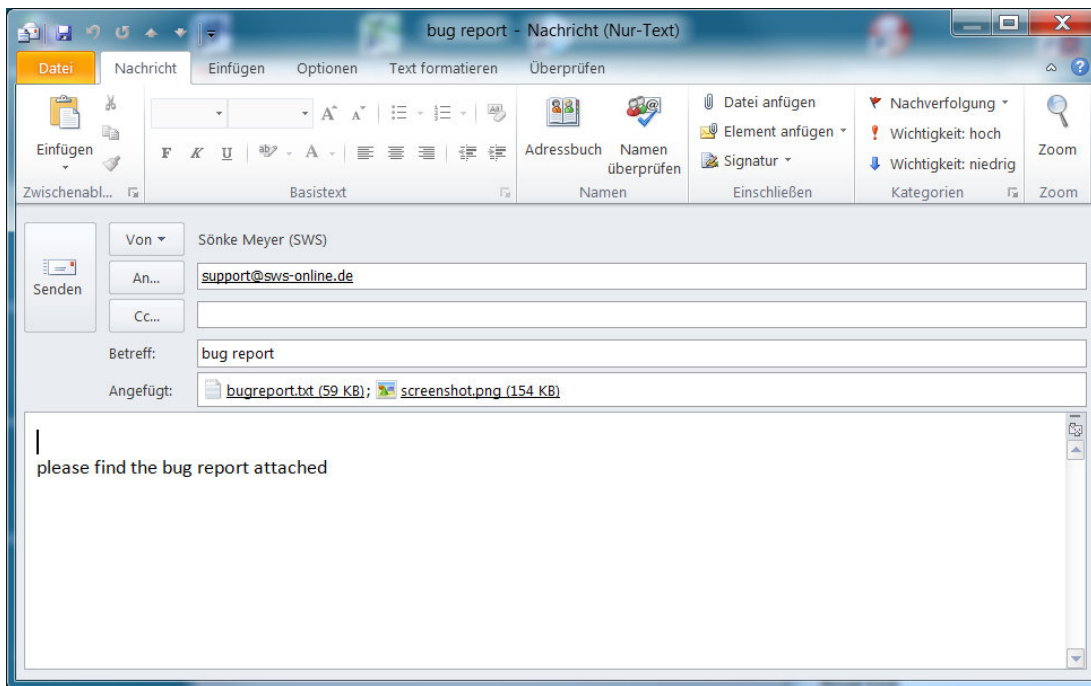 bug report - Nachricht (Nur-Text)
Datei Nachricht Einfügen Optionen Text formatieren Überprüfen
Einfügen
Zwischenabl...
F K U
A A
Aa
ab A
Basistext
Adressbuch
Namen überprüfen
Namen
Datei anfügen
Element anfügen
Signatur
Einschließen
Nachverfolgung
Wichtigkeit: hoch
Wichtigkeit: niedrig
Kategorien
Zoom
Zoom
Senden
Von Sönke Meyer (SWS)
An... support@sws-online.de
Cc...
Betreff: bug report
Angefügt: bugreport.txt (59 KB); screenshot.png (154 KB)
please find the bug report attached